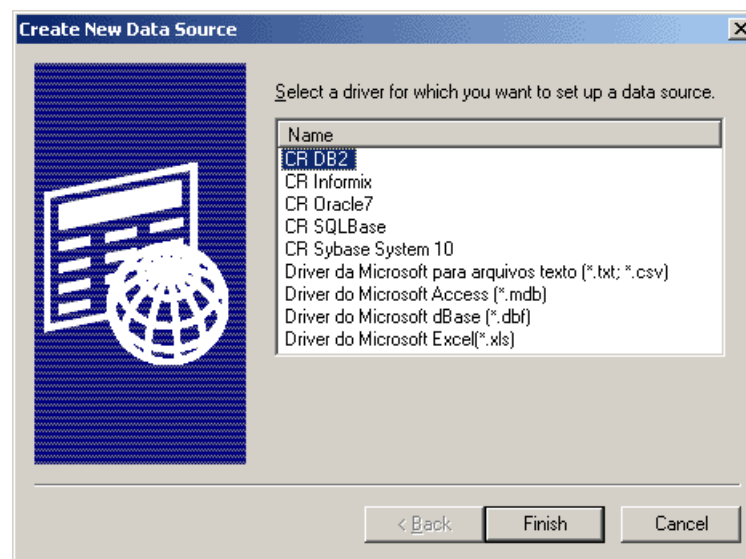 Create New Data Source
Select a driver for which you want to set up a data source.
Name
CR DB2
CR Informix
CR Oracle7
CR SQLBase
CR Sybase System 10
Driver da Microsoft para arquivos texto (*.txt; *.csv)
Driver do Microsoft Access (*.mdb)
Driver do Microsoft dBase (*.dbf)
Driver do Microsoft Excel(*.xls)
< Back Finish Cancel